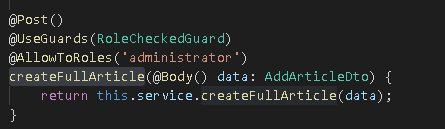 @Post()
@UseGuards(RoleCheckedGuard)
@AllowToRoles('administrator')
createFullArticle(@Body() data: AddArticleDto) {
    return this.service.createFullArticle(data);
}